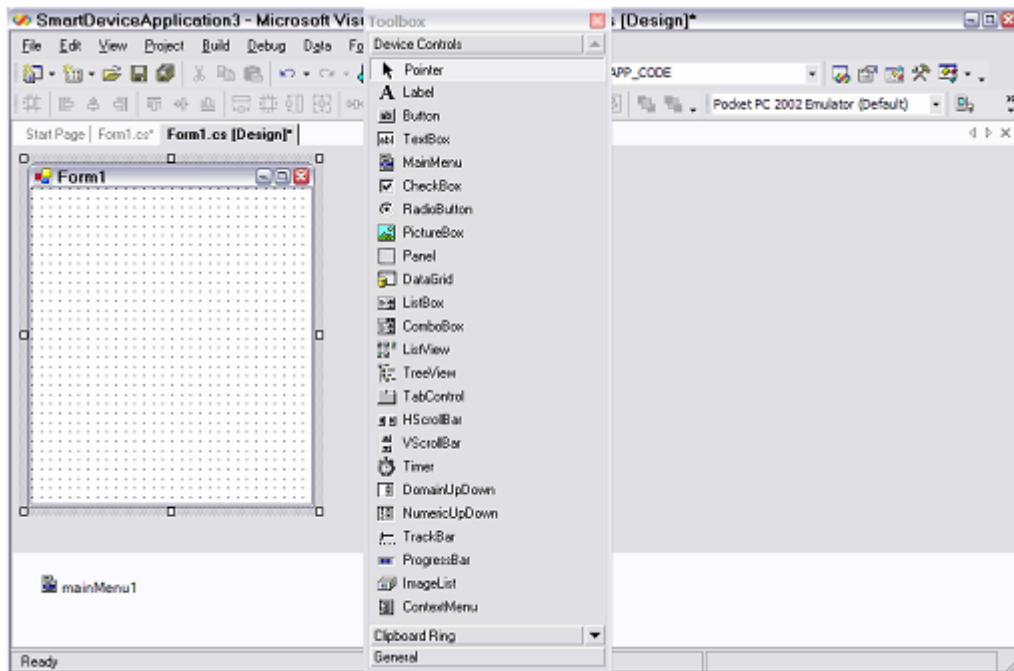 SmartDeviceApplication3 - Microsoft Visu
Toolbox
s [Design]*
File Edit View Project Build Debug Data Fo
Device Controls
Pointer
APP_CODE
Label
Button
Pocket PC 2002 Emulator (Default)
Start Page Form1.cs* Form1.cs [Design]*
TextBox
MainMenu
Form1
CheckBox
RadioButton
PictureBox
Panel
DataGrid
ListBox
ComboBox
ListView
TreeView
TabControl
HScrollBar
VScrollBar
Timer
DomainUpDown
NumericUpDown
TrackBar
ProgressBar
ImageList
ContextMenu
mainMenu1
Clipboard Ring
General
Ready